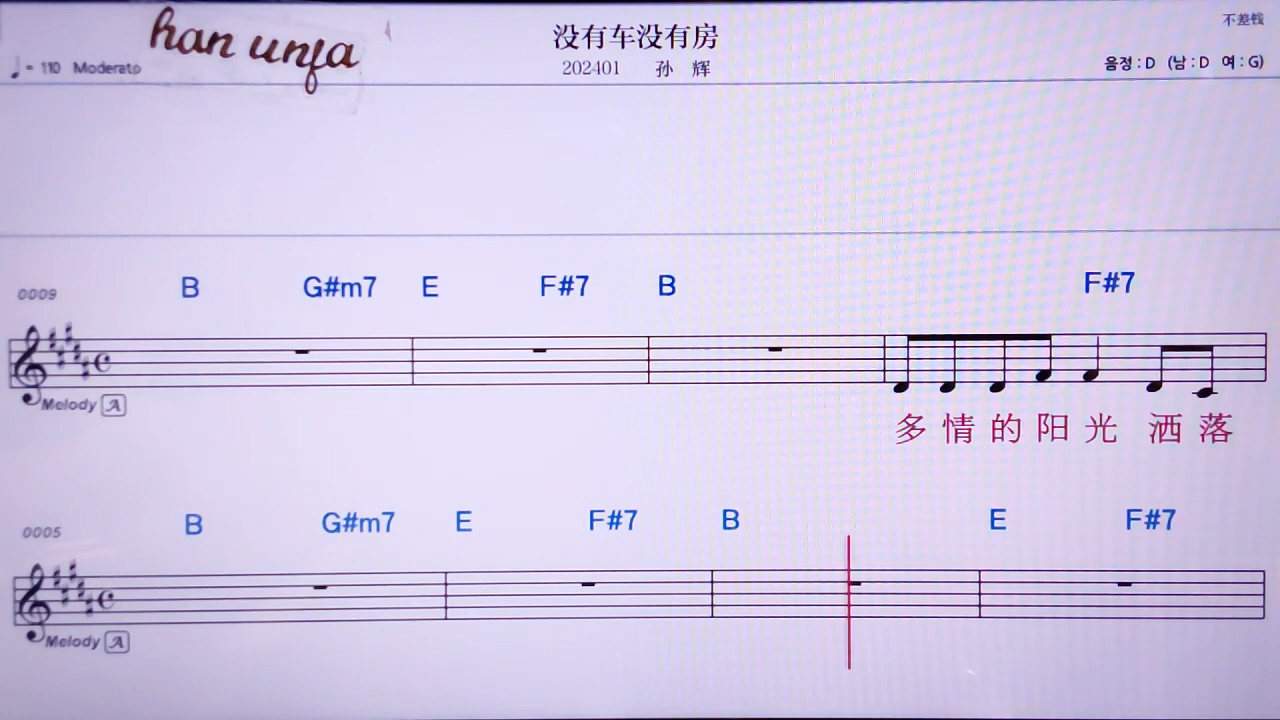 han unfa
没有车没有房
不差钱
♩= 110 Moderato
202401 孙 辉
음정 : D (남 : D 여 : G)
0009 B G#m7 E F#7 B F#7
Melody A
多 情 的 阳 光 洒 落
0005 B G#m7 E F#7 B E F#7
Melody A